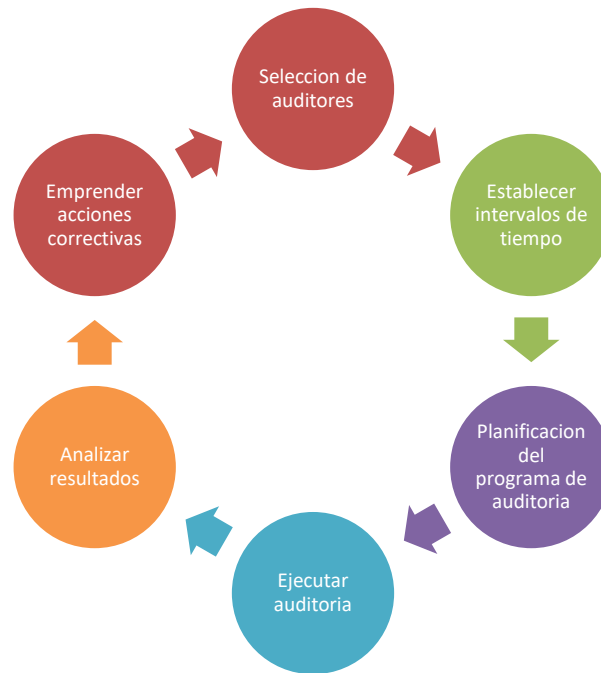 Seleccion de
auditores
Establecer
intervalos de
tiempo
Planificacion
del
programa de
auditoria
Ejecutar
auditoria
Analizar
resultados
Emprender
acciones
correctivas